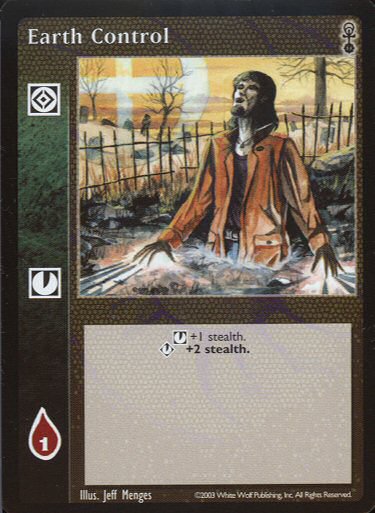 Earth Control
+1 stealth.
+2 stealth.
1
Illus. Jeff Menges
©2003 White Wolf Publishing, Inc. All Rights Reserved.